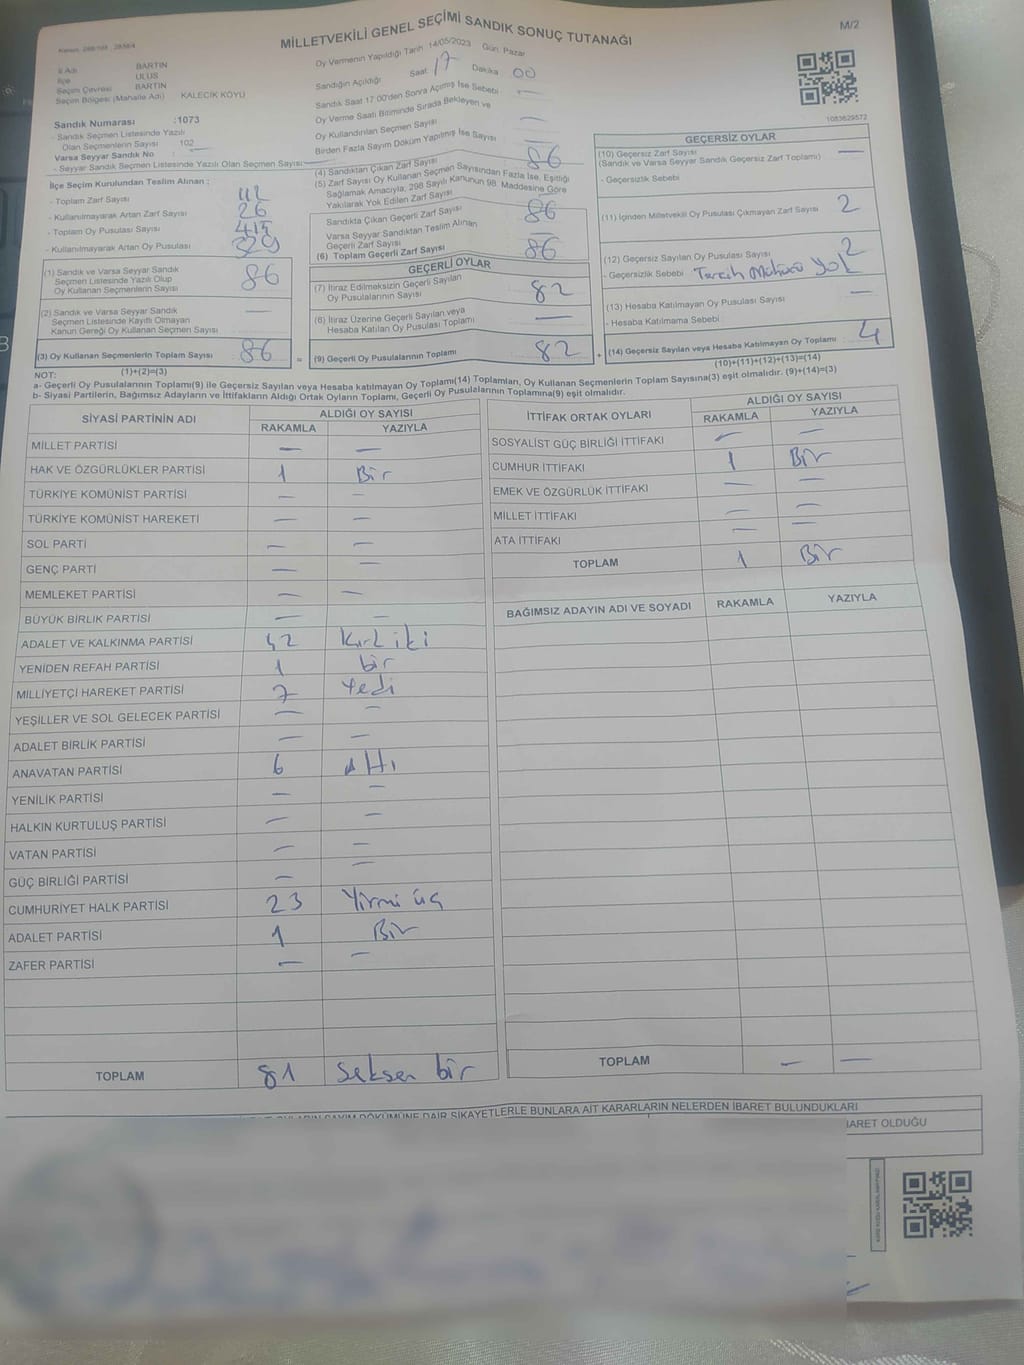 MİLLETVEKİLİ GENEL SEÇİMİ SANDIK SONUÇ TUTANAĞI
M/2
İl Adı BARTIN
İlçe ULUS
Seçim Çevresi BARTIN
Seçim Bölgesi (Mahalle Adı) KALECİK KÖYÜ
Sandık Numarası :1073
- Sandık Seçmen Listesinde Yazılı
Olan Seçmen Sayısı 102
Varsa Seyyar Sandık No :
- Seyyar Sandık Seçmen Listesinde Yazılı Olan Seçmen Sayısı
İlçe Seçim Kurulundan Teslim Alınan :
- Toplam Zarf Sayısı 112
- Kullanılmayarak Artan Zarf Sayısı 26
- Toplam Oy Pusulası Sayısı 415
- Kullanılmayarak Artan Oy Pusulası 329
(1) Sandık ve Varsa Seyyar Sandık
Seçmen Listesinde Yazılı Olup
Oy Kullanan Seçmenlerin Sayısı 86
(2) Sandık ve Varsa Seyyar Sandık
Seçmen Listesinde Kayıtlı Olmayan
Kanun Gereği Oy Kullanan Seçmen Sayısı —
(3) Oy Kullanan Seçmenlerin Toplam Sayısı 86
(1)+(2)=(3)
Oy Vermenin Yapıldığı Tarih 14/05/2023 Gün: Pazar
Sandığın Açıldığı Saat 17 Dakika 00
Sandık Saat 17:00'den Sonra Açılmış İse Sebebi —
Oy Verme Saati Bitiminde Sırada Bekleyen ve
Oy Kullandırılan Seçmen Sayısı —
Birden Fazla Sayım Döküm Yapılmış İse Sayısı —
(4) Sandıktan Çıkan Zarf Sayısı 86
(5) Zarf Sayısı Oy Kullanan Seçmen Sayısından Fazla İse, Eşitliği
Sağlamak Amacıyla, 298 Sayılı Kanunun 98. Maddesine Göre
Yakılarak Yok Edilen Zarf Sayısı —
Sandıkta Çıkan Geçerli Zarf Sayısı 86
Varsa Seyyar Sandıktan Teslim Alınan
Geçerli Zarf Sayısı —
(6) Toplam Geçerli Zarf Sayısı 86
GEÇERLİ OYLAR
(7) İtiraz Edilmeksizin Geçerli Sayılan
Oy Pusulalarının Sayısı 82
(8) İtiraz Üzerine Geçerli Sayılan veya
Hesaba Katılan Oy Pusulası Toplamı —
= (9) Geçerli Oy Pusulalarının Toplamı 82
1083629572
GEÇERSİZ OYLAR
(10) Geçersiz Zarf Sayısı —
(Sandık ve Varsa Seyyar Sandık Geçersiz Zarf Toplamı)
- Geçersizlik Sebebi
(11) İçinden Milletvekili Oy Pusulası Çıkmayan Zarf Sayısı 2
(12) Geçersiz Sayılan Oy Pusulası Sayısı 2
- Geçersizlik Sebebi Tercih Mührü Yok
(13) Hesaba Katılmayan Oy Pusulası Sayısı —
- Hesaba Katılmama Sebebi :
+ (14) Geçersiz Sayılan veya Hesaba Katılmayan Oy Toplamı : 4
(10)+(11)+(12)+(13)=(14)
NOT:
a- Geçerli Oy Pusulaları Toplamı(9) ile Geçersiz Sayılan veya Hesaba katılmayan Oy Toplamı(14) Toplamları, Oy Kullanan Seçmenlerin Toplam Sayısına(3) eşit olmalıdır. (9)+(14)=(3)
b- Siyasi Partilerin, Bağımsız Adayların ve İttifakların Aldığı Ortak Oyların Toplamı, Geçerli Oy Pusulalarının Toplamına(9) eşit olmalıdır.
SİYASİ PARTİNİN ADI ALDIĞI OY SAYISI
RAKAMLA YAZIYLA
MİLLET PARTİSİ — —
HAK VE ÖZGÜRLÜKLER PARTİSİ 1 Bir
TÜRKİYE KOMÜNİST PARTİSİ — —
TÜRKİYE KOMÜNİST HAREKETİ — —
SOL PARTİ — —
GENÇ PARTİ — —
MEMLEKET PARTİSİ — —
BÜYÜK BİRLİK PARTİSİ — —
ADALET VE KALKINMA PARTİSİ 42 Kırk iki
YENİDEN REFAH PARTİSİ 1 bir
MİLLİYETÇİ HAREKET PARTİSİ 7 Yedi
YEŞİLLER VE SOL GELECEK PARTİSİ — —
ADALET BİRLİK PARTİSİ — —
ANAVATAN PARTİSİ 6 Altı
YENİLİK PARTİSİ — —
HALKIN KURTULUŞ PARTİSİ — —
VATAN PARTİSİ — —
GÜÇ BİRLİĞİ PARTİSİ — —
CUMHURİYET HALK PARTİSİ 23 Yirmi üç
ADALET PARTİSİ 1 Bir
ZAFER PARTİSİ — —
TOPLAM 81 Seksen bir
İTTİFAK ORTAK OYLARI ALDIĞI OY SAYISI
RAKAMLA YAZIYLA
SOSYALİST GÜÇ BİRLİĞİ İTTİFAKI — —
CUMHUR İTTİFAKI 1 Bir
EMEK VE ÖZGÜRLÜK İTTİFAKI — —
MİLLET İTTİFAKI — —
ATA İTTİFAKI — —
TOPLAM 1 Bir
BAĞIMSIZ ADAYIN ADI VE SOYADI RAKAMLA YAZIYLA
TOPLAM — —
OYLARIN SAYIM DÖKÜMÜNE DAİR ŞİKAYETLERLE BUNLARA AİT KARARLARIN NELERDEN İBARET BULUNDUKLARI
BARET OLDUĞU